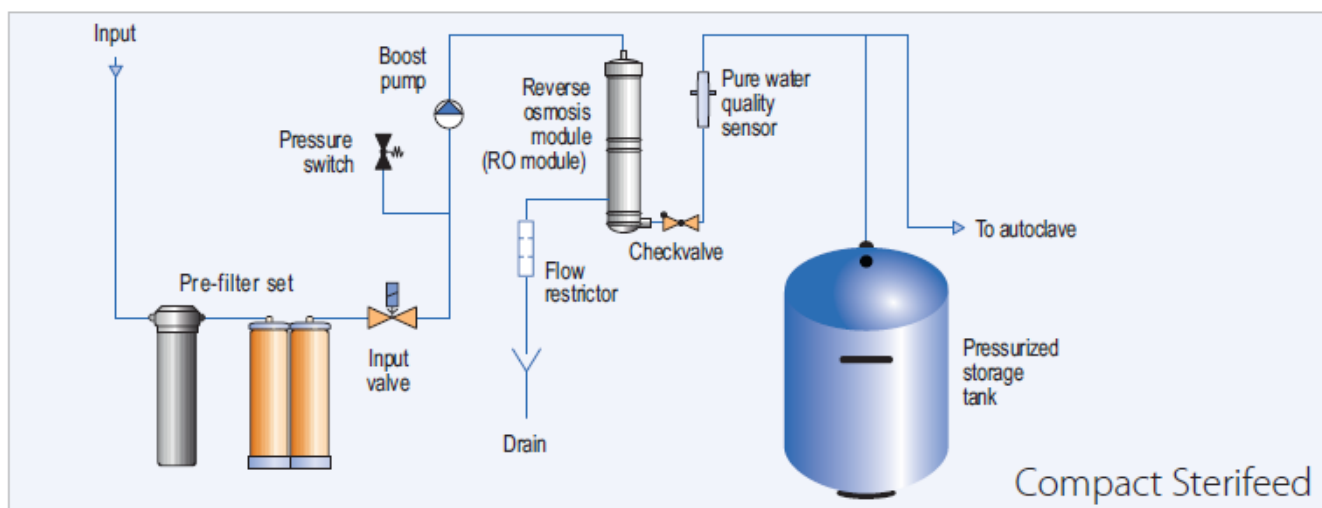 Input
Boost
pump
Pressure
switch
Reverse
osmosis
module
(RO module)
Pure water
quality
sensor
Checkvalve
To autoclave
Pre-filter set
Input
valve
Flow
restrictor
Drain
Pressurized
storage
tank
Compact Sterifeed